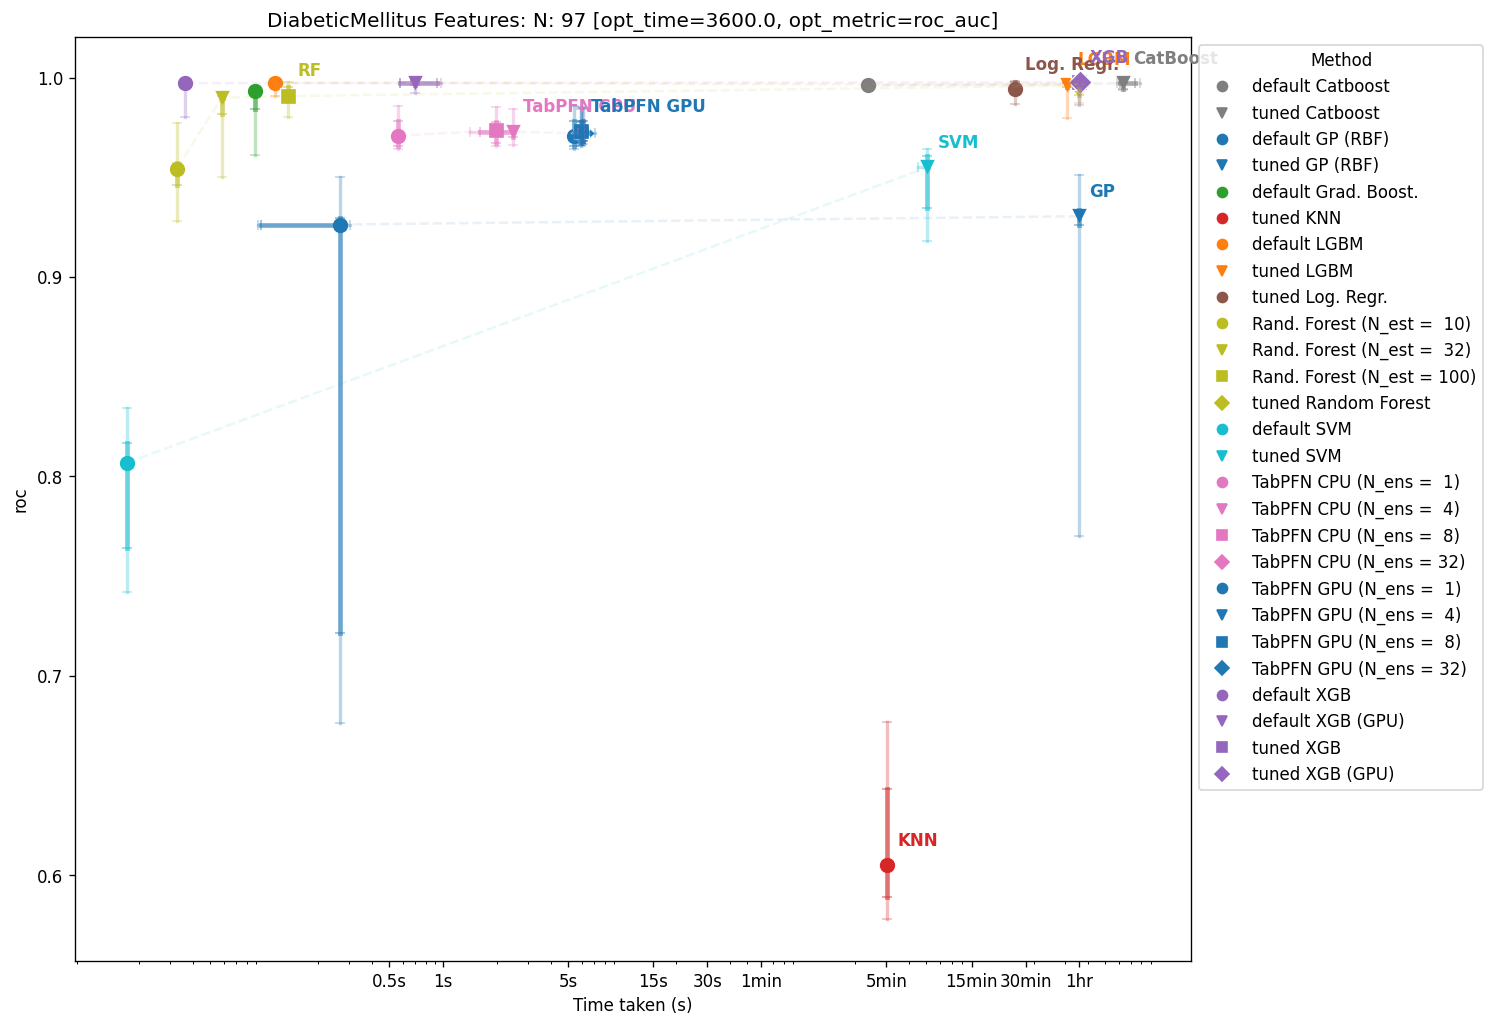 DiabeticMellitus Features: N: 97 [opt_time=3600.0, opt_metric=roc_auc]
RF
TabPFN CPU
TabPFN GPU
Log. Regr.
LGBM
XGB
CatBoost
SVM
GP
KNN
roc
1.0
0.9
0.8
0.7
0.6
0.5s
1s
5s
15s
30s
1min
5min
15min
30min
1hr
Time taken (s)
Method
default Catboost
tuned Catboost
default GP (RBF)
tuned GP (RBF)
default Grad. Boost.
tuned KNN
default LGBM
tuned LGBM
tuned Log. Regr.
Rand. Forest (N_est =  10)
Rand. Forest (N_est =  32)
Rand. Forest (N_est = 100)
tuned Random Forest
default SVM
tuned SVM
TabPFN CPU (N_ens =  1)
TabPFN CPU (N_ens =  4)
TabPFN CPU (N_ens =  8)
TabPFN CPU (N_ens = 32)
TabPFN GPU (N_ens =  1)
TabPFN GPU (N_ens =  4)
TabPFN GPU (N_ens =  8)
TabPFN GPU (N_ens = 32)
default XGB
default XGB (GPU)
tuned XGB
tuned XGB (GPU)